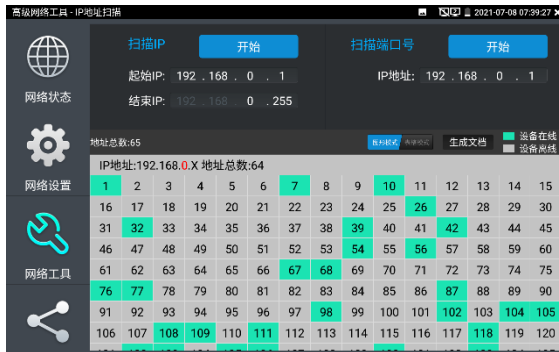 高级网络工具 - IP地址扫描
2021-07-08 07:39:27
网络状态
网络设置
网络工具
扫描IP
开始
起始IP: 192 . 168 . 0 . 1
结束IP: 192 . 168 . 0 . 255
扫描端口号
开始
IP地址: 192 . 168 . 0 . 1
地址总数:65
图形模式
生成文档
设备在线
设备离线
IP地址:192.168.0.X 地址总数:64
1 2 3 4 5 6 7 8 9 10 11 12 13 14 15
16 17 18 19 20 21 22 23 24 25 26 27 28 29 30
31 32 33 34 35 36 37 38 39 40 41 42 43 44 45
46 47 48 49 50 51 52 53 54 55 56 57 58 59 60
61 62 63 64 65 66 67 68 69 70 71 72 73 74 75
76 77 78 79 80 81 82 83 84 85 86 87 88 89 90
91 92 93 94 95 96 97 98 99 100 101 102 103 104 105
106 107 108 109 110 111 112 113 114 115 116 117 118 119 120